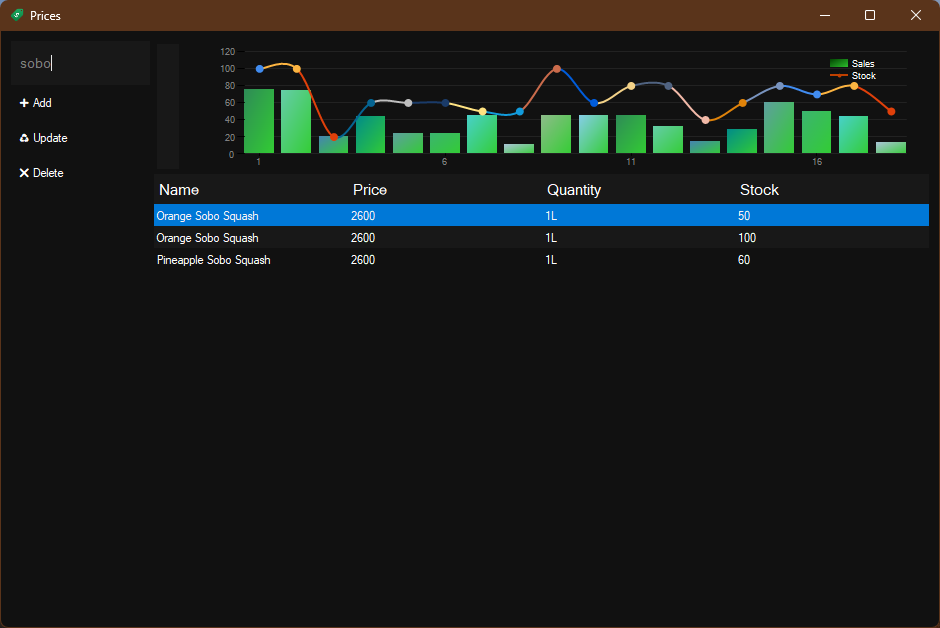 Prices
sobo
Add
Update
Delete
120
100
80
60
40
20
0
1
6
11
16
Sales
Stock
Name Price Quantity Stock
Orange Sobo Squash 2600 1L 50
Orange Sobo Squash 2600 1L 100
Pineapple Sobo Squash 2600 1L 60